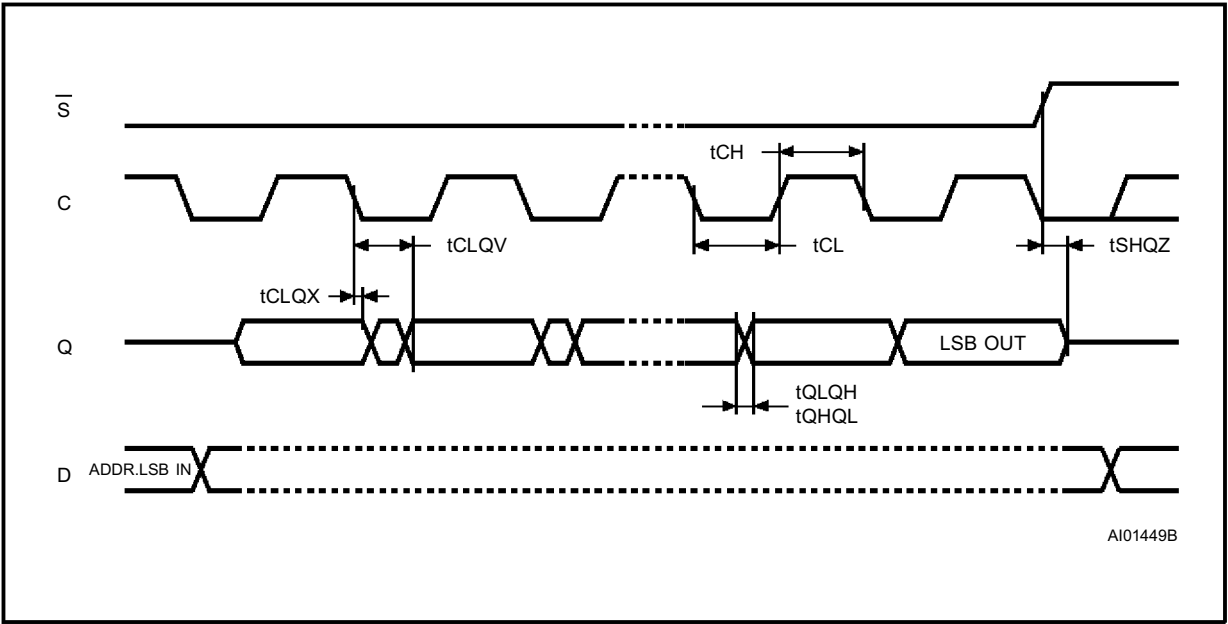 S̅
tCH
C
tCLQV
tCL
tSHQZ
tCLQX
Q
LSB OUT
tQLQH
tQHQL
D
ADDR.LSB IN
AI01449B